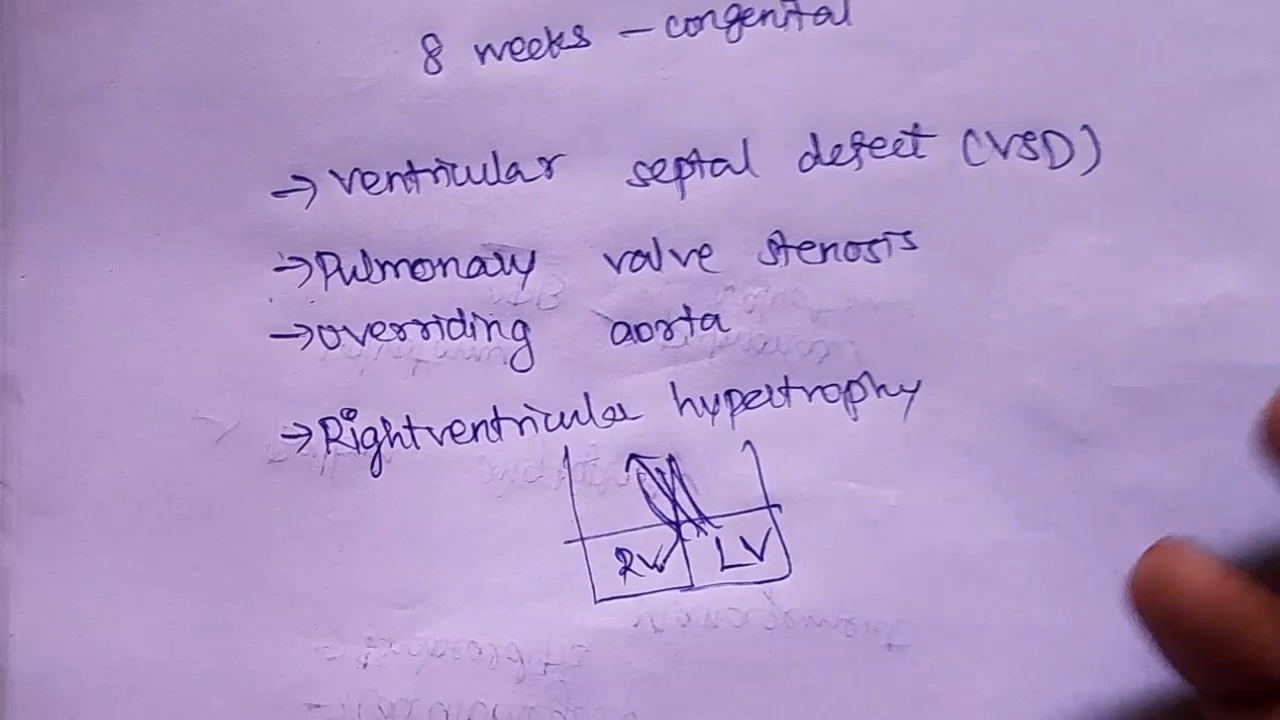 8 weeks - congenital
→ ventricular septal defect (VSD)
→ Pulmonary valve stenosis
→ overriding aorta
→ Right ventricular hypertrophy
RV LV